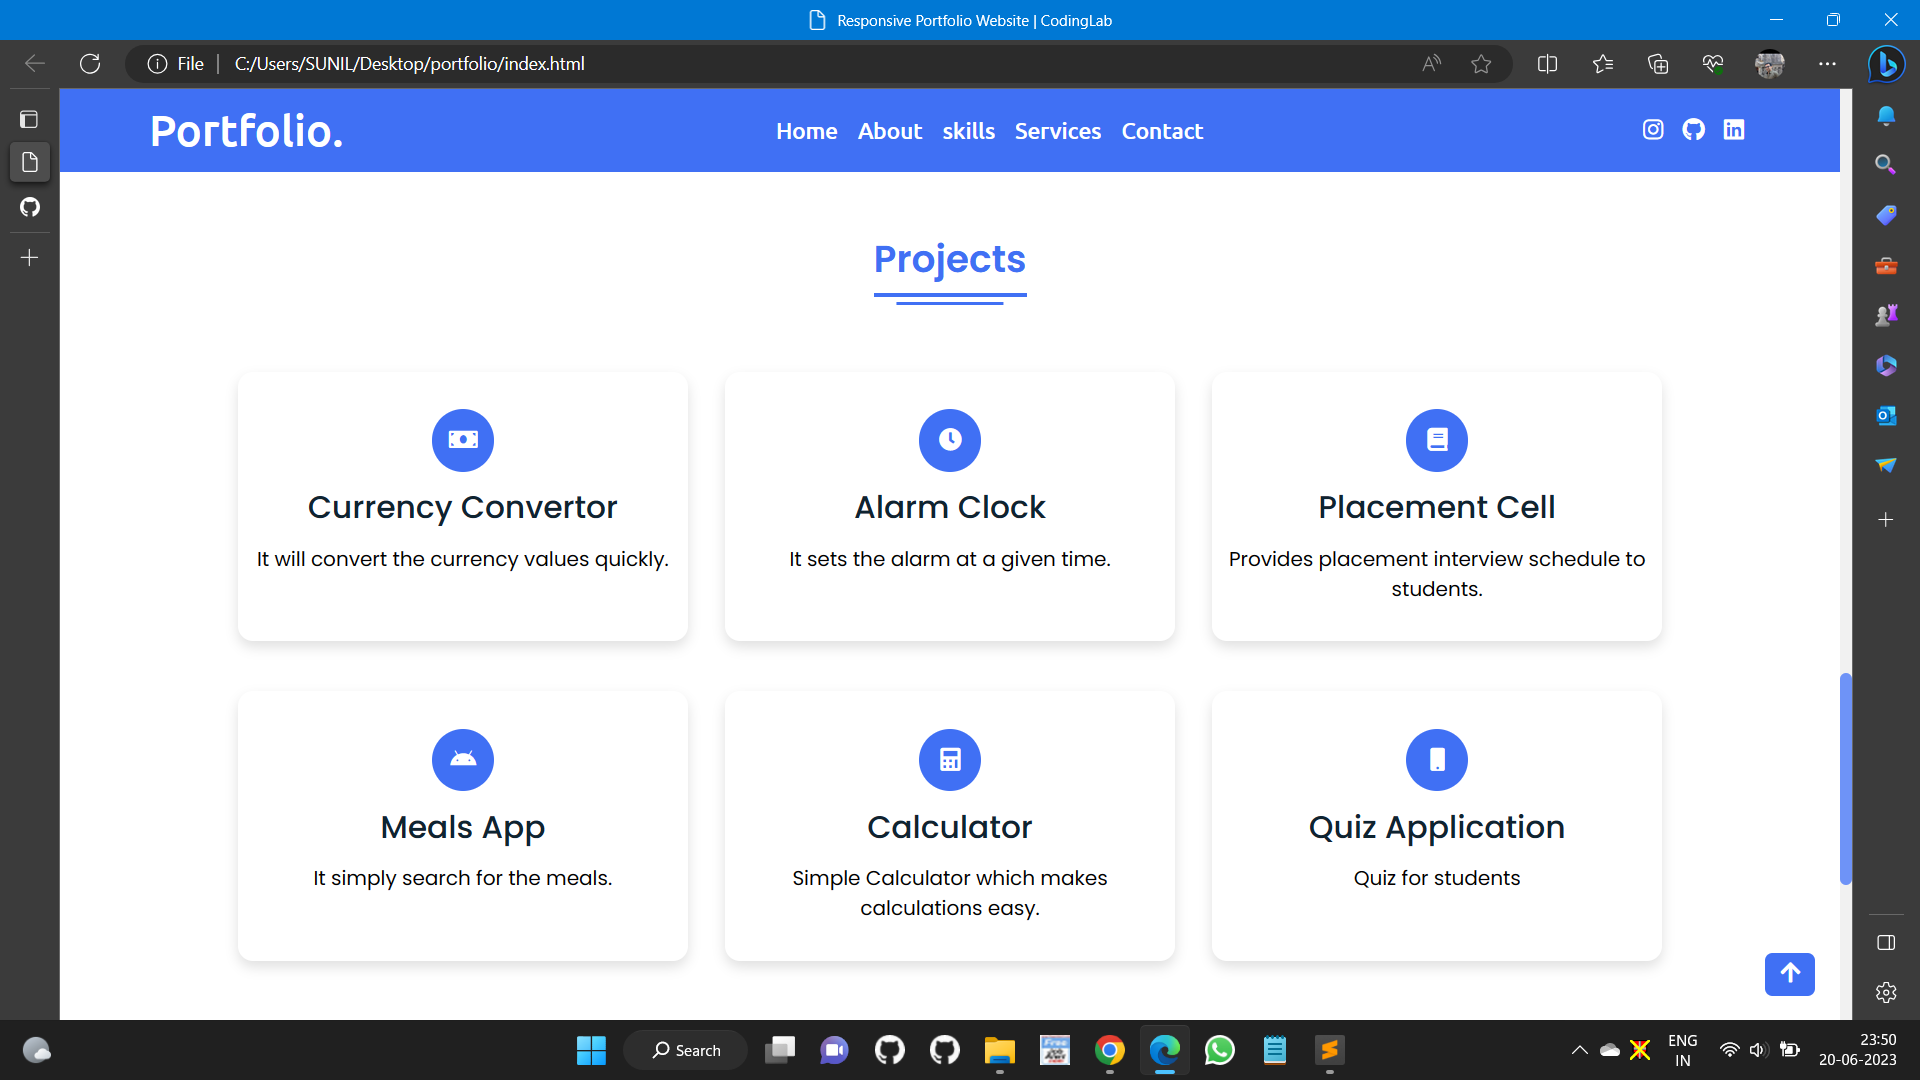 Responsive Portfolio Website | CodingLab
File C:/Users/SUNIL/Desktop/portfolio/index.html
Portfolio.
Home About skills Services Contact
Projects
Currency Convertor
It will convert the currency values quickly.
Alarm Clock
It sets the alarm at a given time.
Placement Cell
Provides placement interview schedule to
students.
Meals App
It simply search for the meals.
Calculator
Simple Calculator which makes
calculations easy.
Quiz Application
Quiz for students
Search
ENG
IN
23:50
20-06-2023